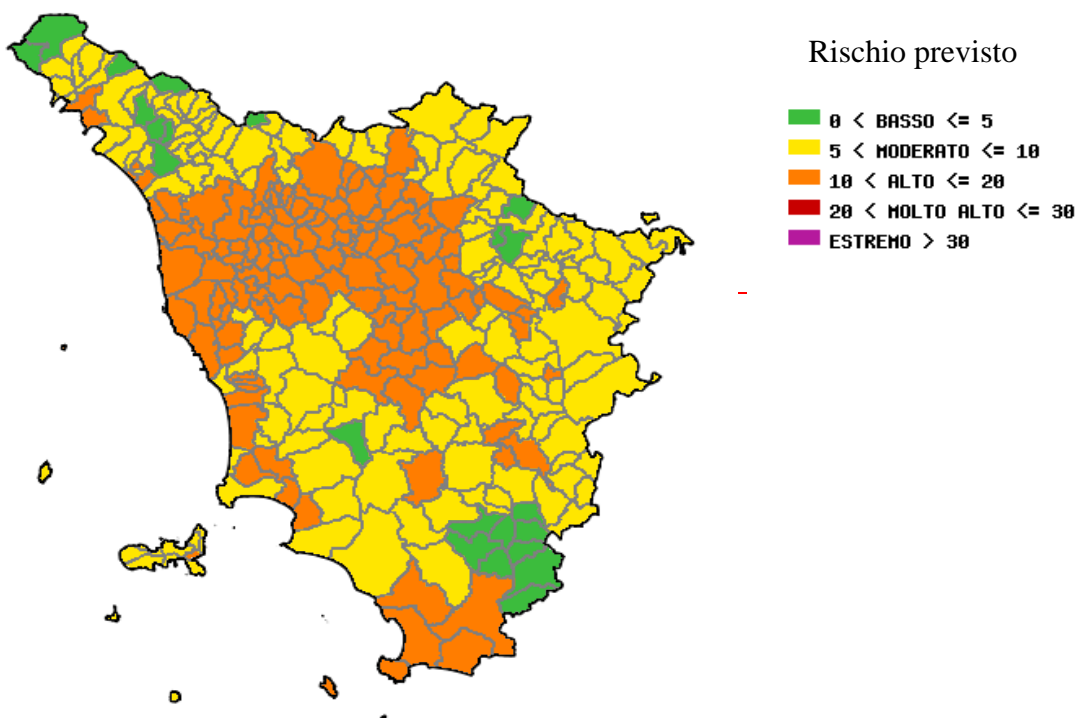 Rischio previsto
0 < BASSO <= 5
5 < MODERATO <= 10
10 < ALTO <= 20
20 < MOLTO ALTO <= 30
ESTREMO > 30